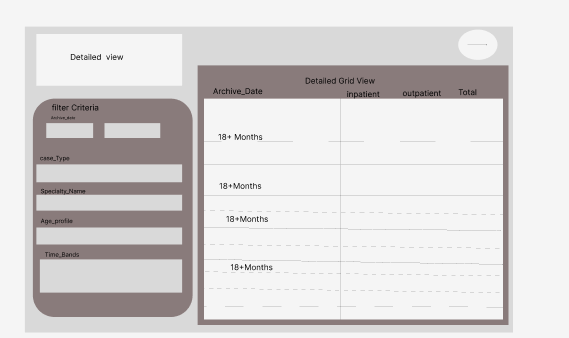 Detailed view
filter Criteria
Archive_date
case_Type
Specialty_Name
Age_profile
Time_Bands
Detailed Grid View
Archive_Date inpatient outpatient Total
18+ Months
18+Months
18+Months
18+Months